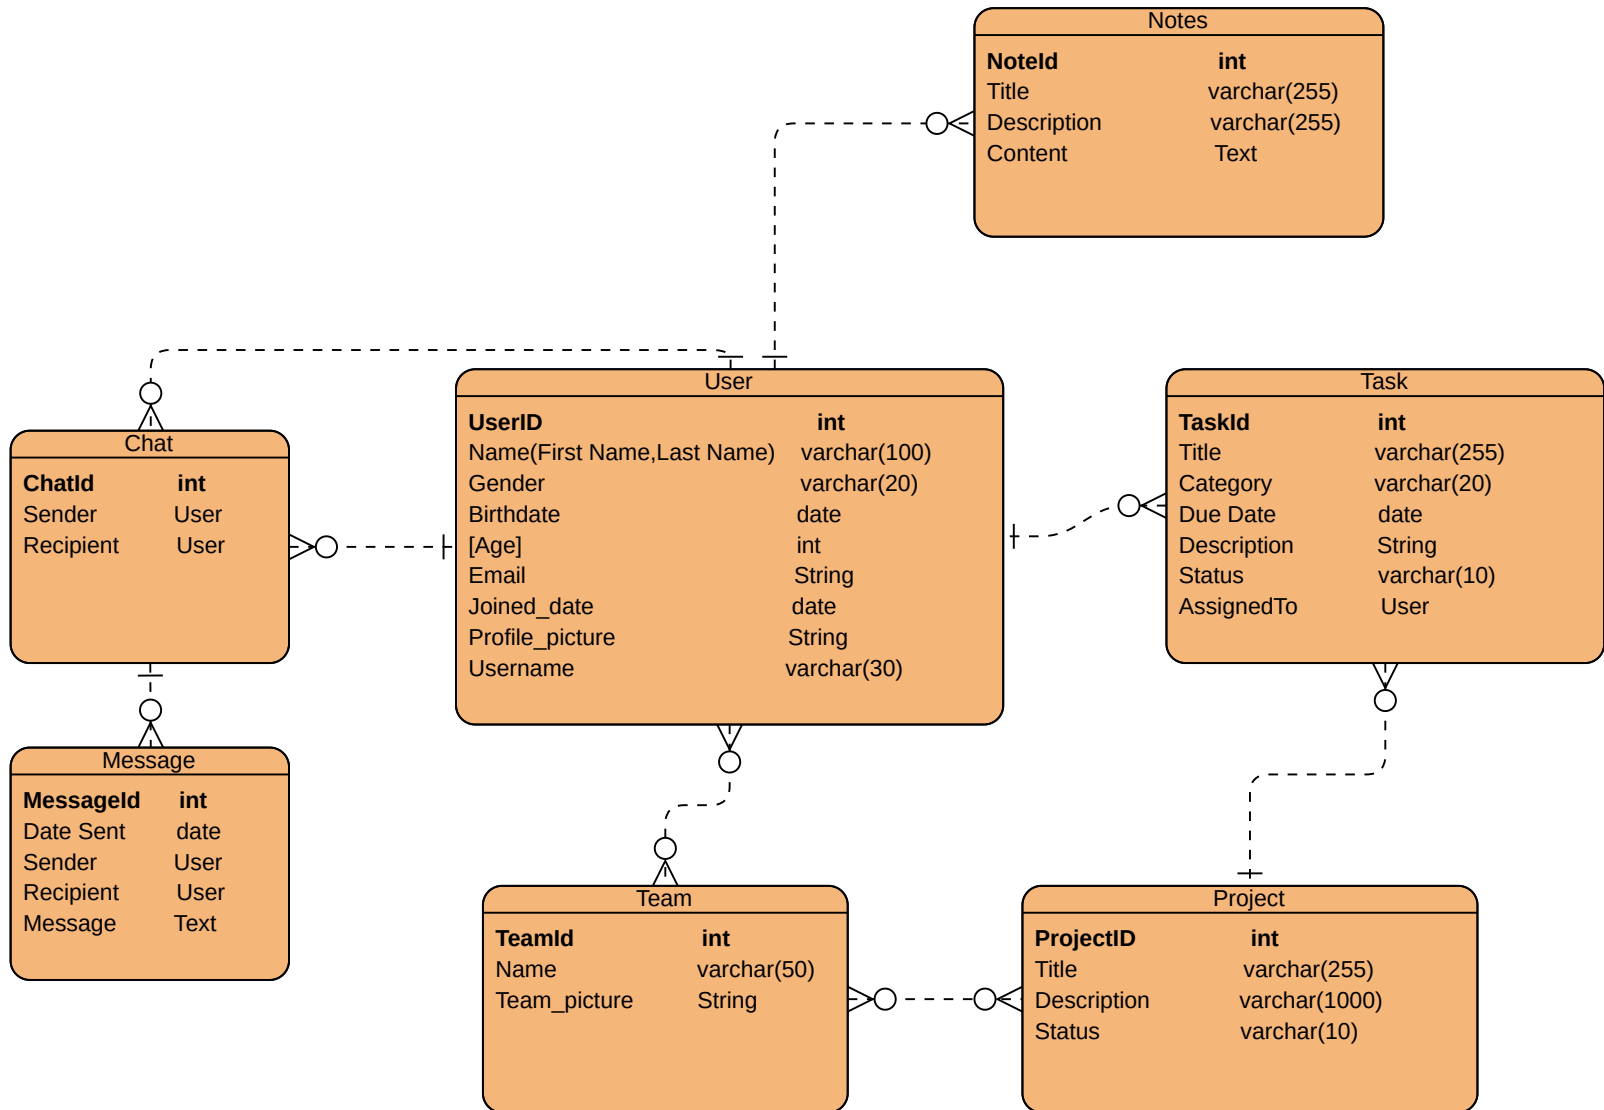 Notes
NoteId int
Title varchar(255)
Description varchar(255)
Content Text
User
UserID int
Name(First Name,Last Name) varchar(100)
Gender varchar(20)
Birthdate date
[Age] int
Email String
Joined_date date
Profile_picture String
Username varchar(30)
Task
TaskId int
Title varchar(255)
Category varchar(20)
Due Date date
Description String
Status varchar(10)
AssignedTo User
Chat
ChatId int
Sender User
Recipient User
Message
MessageId int
Date Sent date
Sender User
Recipient User
Message Text
Team
TeamId int
Name varchar(50)
Team_picture String
Project
ProjectID int
Title varchar(255)
Description varchar(1000)
Status varchar(10)